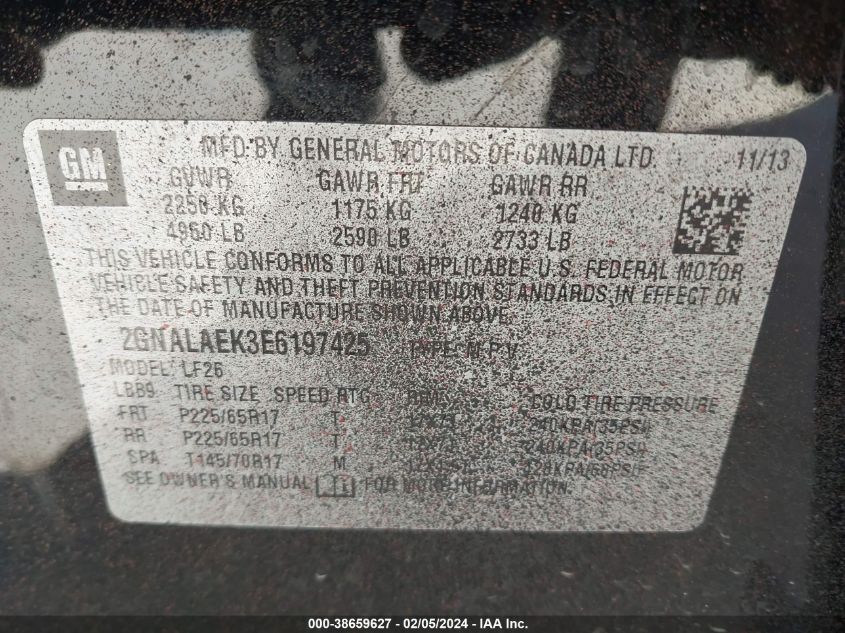 GM
MFD BY GENERAL MOTORS OF CANADA LTD. 11/13
GVWR GAWR FRT GAWR RR
2250 KG 1175 KG 1240 KG
4960 LB 2590 LB 2733 LB
THIS VEHICLE CONFORMS TO ALL APPLICABLE U.S. FEDERAL MOTOR
VEHICLE SAFETY AND THEFT PREVENTION STANDARDS IN EFFECT ON
THE DATE OF MANUFACTURE SHOWN ABOVE.
2GNALAEK3E6197425 TYPE: M.P.V.
MODEL: LF26
TIRE SIZE SPEED RTG RIM COLD TIRE PRESSURE
FRT P225/65R17 T 240KPA(35PSI)
RR P225/65R17 T 240KPA(35PSI)
SPA T145/70R17 M
SEE OWNER'S MANUAL FOR MORE INFORMATION.
000-38659627 - 02/05/2024 - IAA Inc.